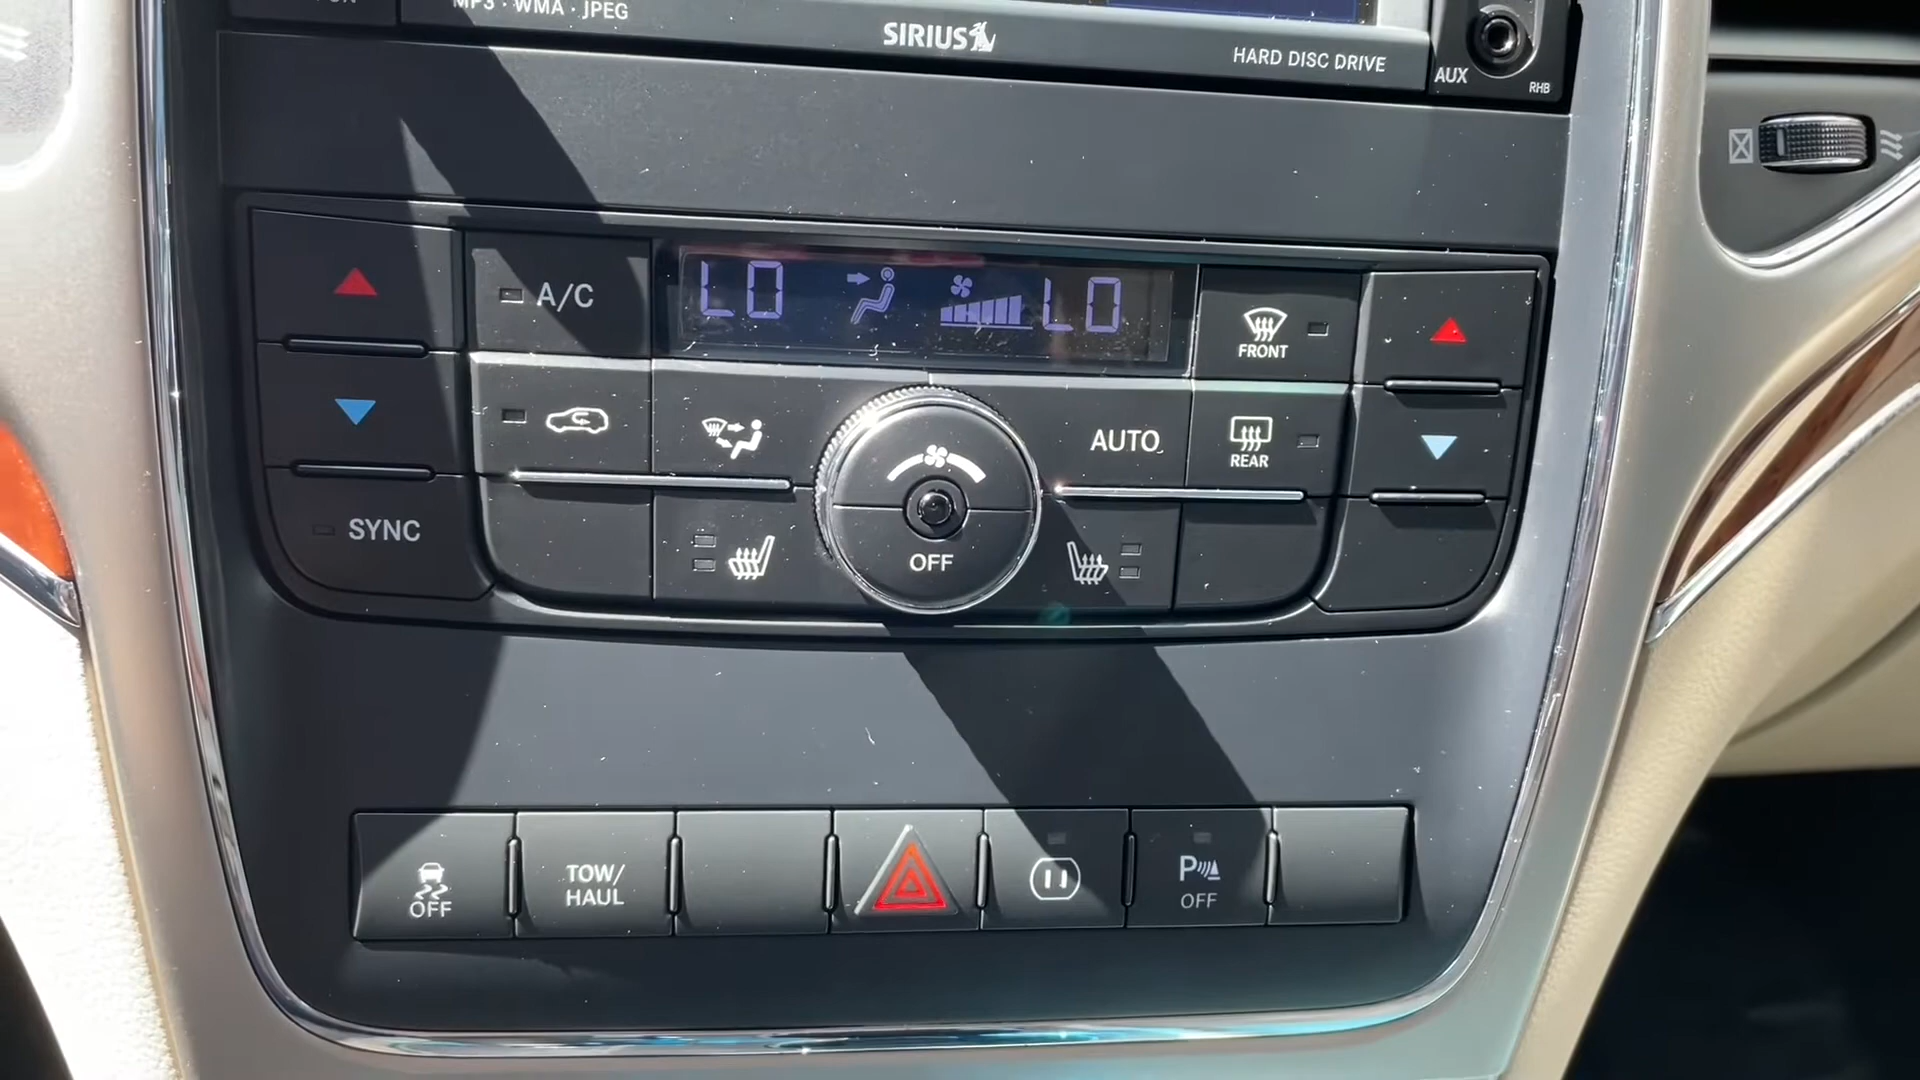 MP3 · WMA · JPEG
SIRIUS
HARD DISC DRIVE
AUX
RHB
A/C
LO
LO
FRONT
AUTO
REAR
SYNC
OFF
OFF
TOW/
HAUL
P
OFF